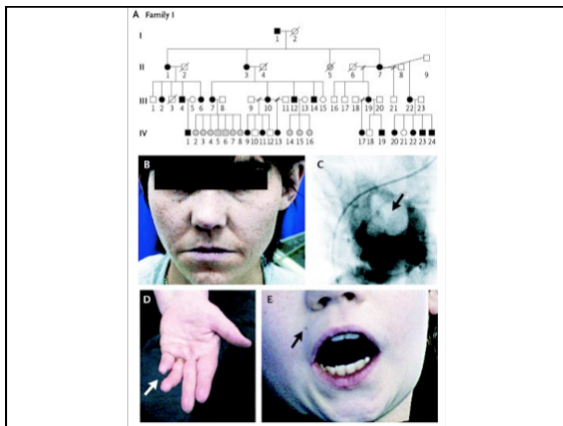 A Family I
I
1 2
II
1 2 3 4 5 6 7 8 9
III
1 2 3 4 5 6 7 8 9 10 11 12 13 14 15 16 17 18 19 20 21 22 23
IV
1 2 3 4 5 6 7 8 9 10 11 12 13 14 15 16 17 18 19 20 21 22 23 24
B C
D E